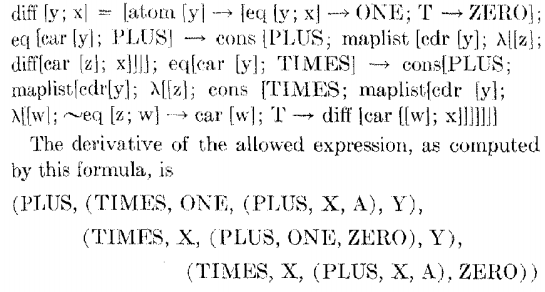 diff [y; x] = [atom [y] → [eq [y; x] → ONE; T → ZERO];
eq [car [y]; PLUS] → cons [PLUS; maplist [cdr [y]; λ[[z];
diff[car [z]; x]]]]; eq[car [y]; TIMES] → cons[PLUS;
maplist[cdr[y]; λ[[z]; cons [TIMES; maplist[cdr [y];
λ[[w]; ~eq [z; w] → car [w]; T → diff [car [[w]; x]]]]]]]
The derivative of the allowed expression, as computed
by this formula, is
(PLUS, (TIMES, ONE, (PLUS, X, A), Y),
(TIMES, X, (PLUS, ONE, ZERO), Y),
(TIMES, X, (PLUS, X, A), ZERO))